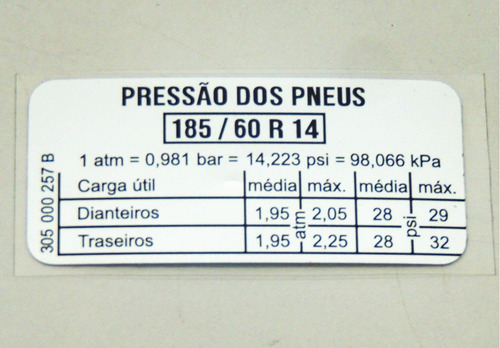 PRESSÃO DOS PNEUS
185 / 60 R 14
1 atm = 0,981 bar = 14,223 psi = 98,066 kPa
Carga útil média máx. média máx.
Dianteiros 1,95 2,05 28 29
atm psi
Traseiros 1,95 2,25 28 32
305 000 257 B